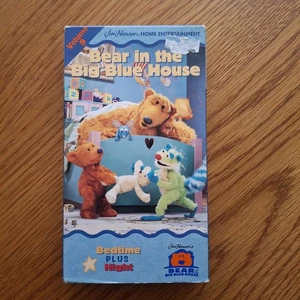 Volume 8
Jim Henson HOME ENTERTAINMENT
Bear in the
Big Blue House
Bedtime
PLUS
Night
Jim Henson's
BEAR in
BIG BLUE HOUSE